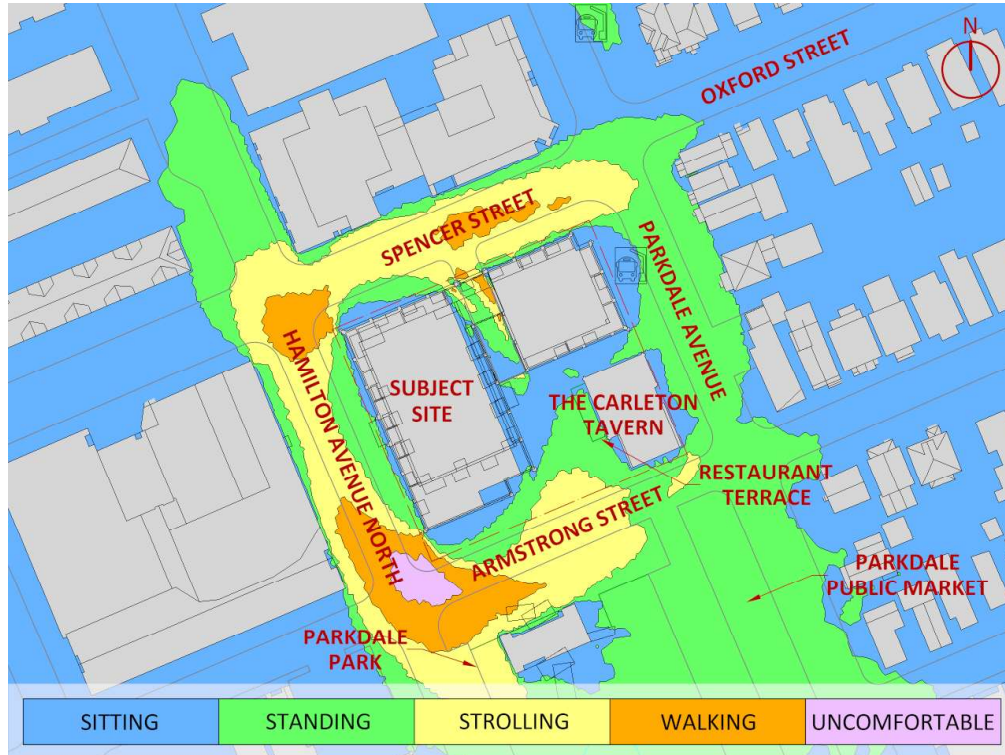 N
OXFORD STREET
SPENCER STREET
PARKDALE AVENUE
HAMILTON AVENUE NORTH
SUBJECT
SITE
THE CARLETON
TAVERN
RESTAURANT
TERRACE
ARMSTRONG STREET
PARKDALE
PUBLIC MARKET
PARKDALE
PARK
SITTING
STANDING
STROLLING
WALKING
UNCOMFORTABLE